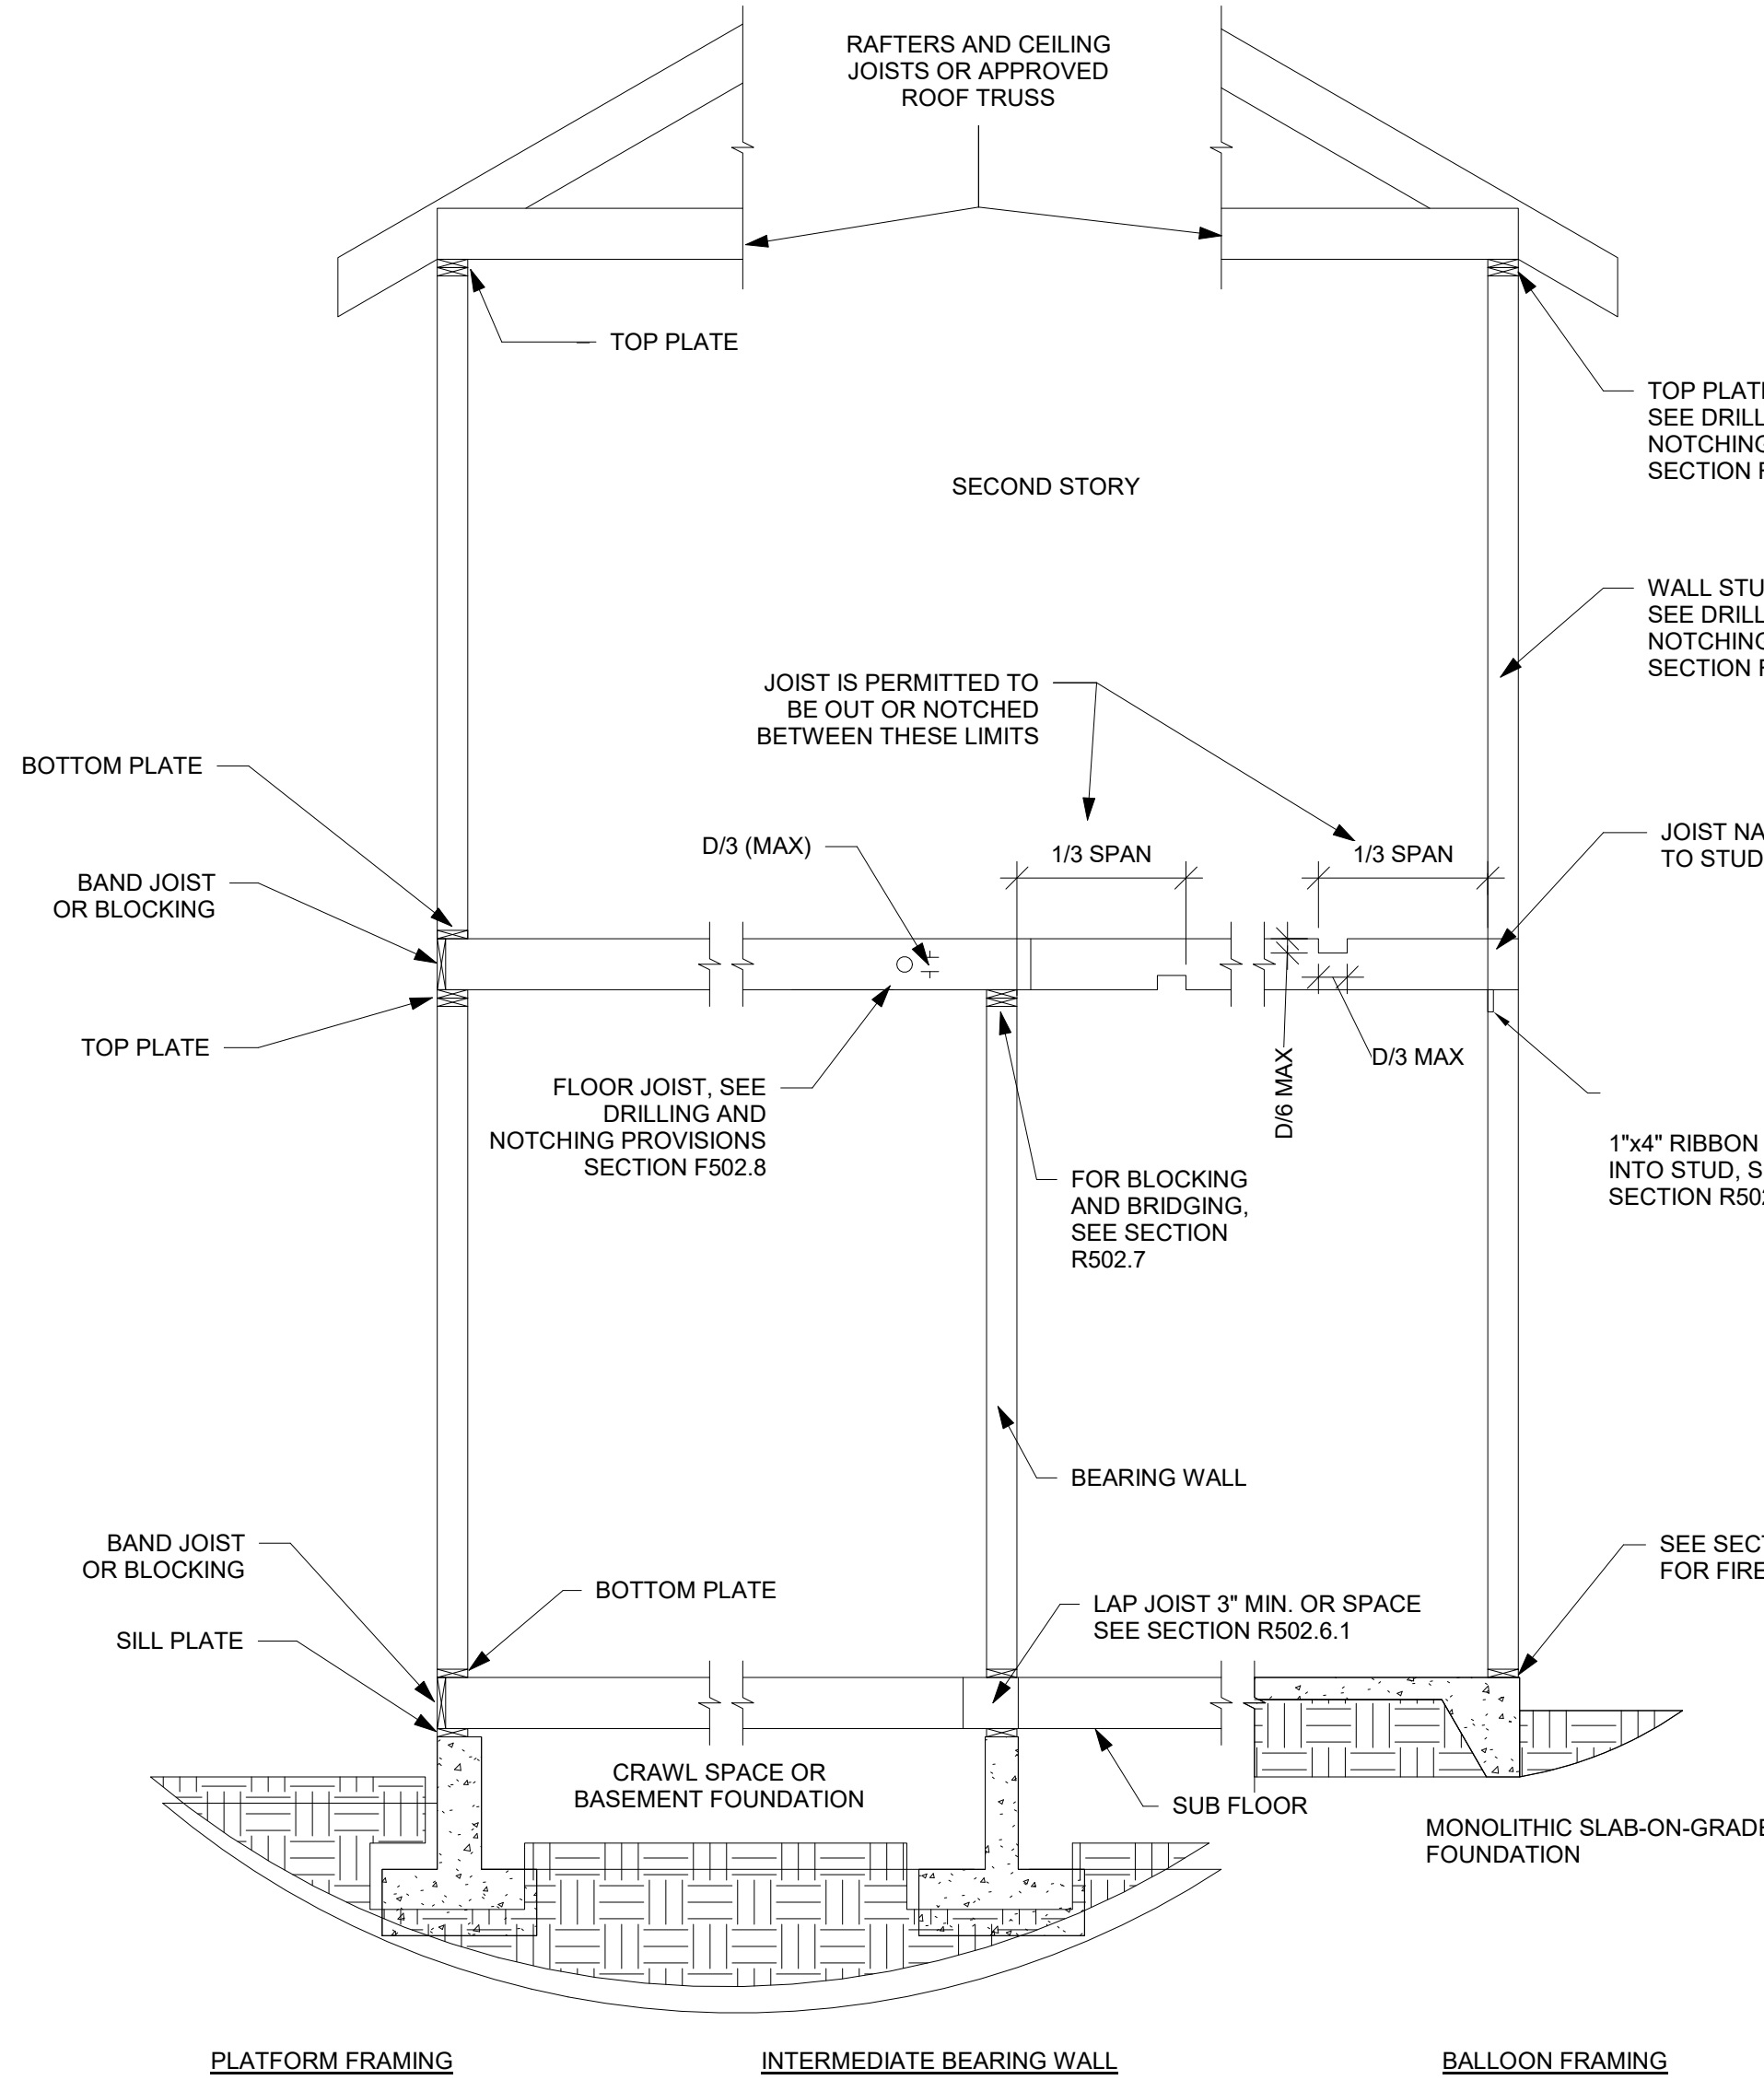 RAFTERS AND CEILING
JOISTS OR APPROVED
ROOF TRUSS
TOP PLATE
TOP PLATE
SEE DRILL
NOTCHING
SECTION
SECOND STORY
WALL STU
SEE DRILL
NOTCHING
SECTION
JOIST IS PERMITTED TO
BE OUT OR NOTCHED
BETWEEN THESE LIMITS
BOTTOM PLATE
D/3 (MAX)
1/3 SPAN
1/3 SPAN
JOIST NA
TO STUD
BAND JOIST
OR BLOCKING
TOP PLATE
D/6 MAX
D/3 MAX
FLOOR JOIST, SEE
DRILLING AND
NOTCHING PROVISIONS
SECTION F502.8
1"x4" RIBBON
INTO STUD, S
SECTION R502
FOR BLOCKING
AND BRIDGING,
SEE SECTION
R502.7
BEARING WALL
BAND JOIST
OR BLOCKING
BOTTOM PLATE
SEE SECT
FOR FIRE
LAP JOIST 3" MIN. OR SPACE
SEE SECTION R502.6.1
SILL PLATE
CRAWL SPACE OR
BASEMENT FOUNDATION
SUB FLOOR
MONOLITHIC SLAB-ON-GRADE
FOUNDATION
PLATFORM FRAMING
INTERMEDIATE BEARING WALL
BALLOON FRAMING